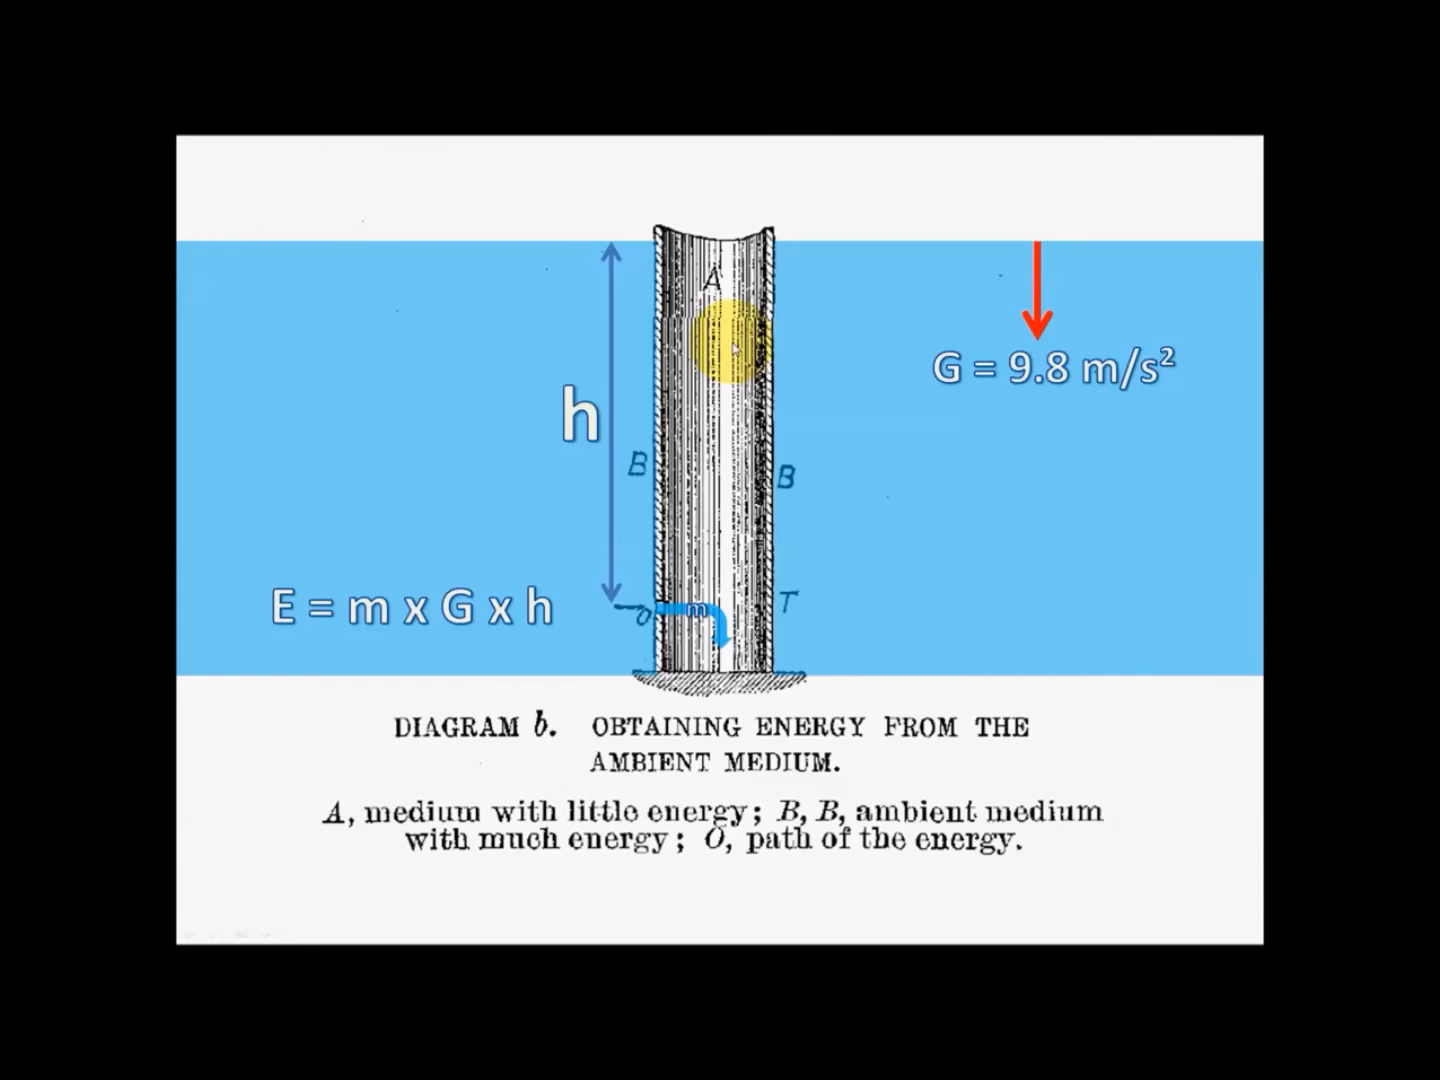 A
G = 9.8 m/s²
h
B
B
E = m x G x h
m
O
T
DIAGRAM b. OBTAINING ENERGY FROM THE
AMBIENT MEDIUM.
A, medium with little energy; B, B, ambient medium
with much energy; O, path of the energy.